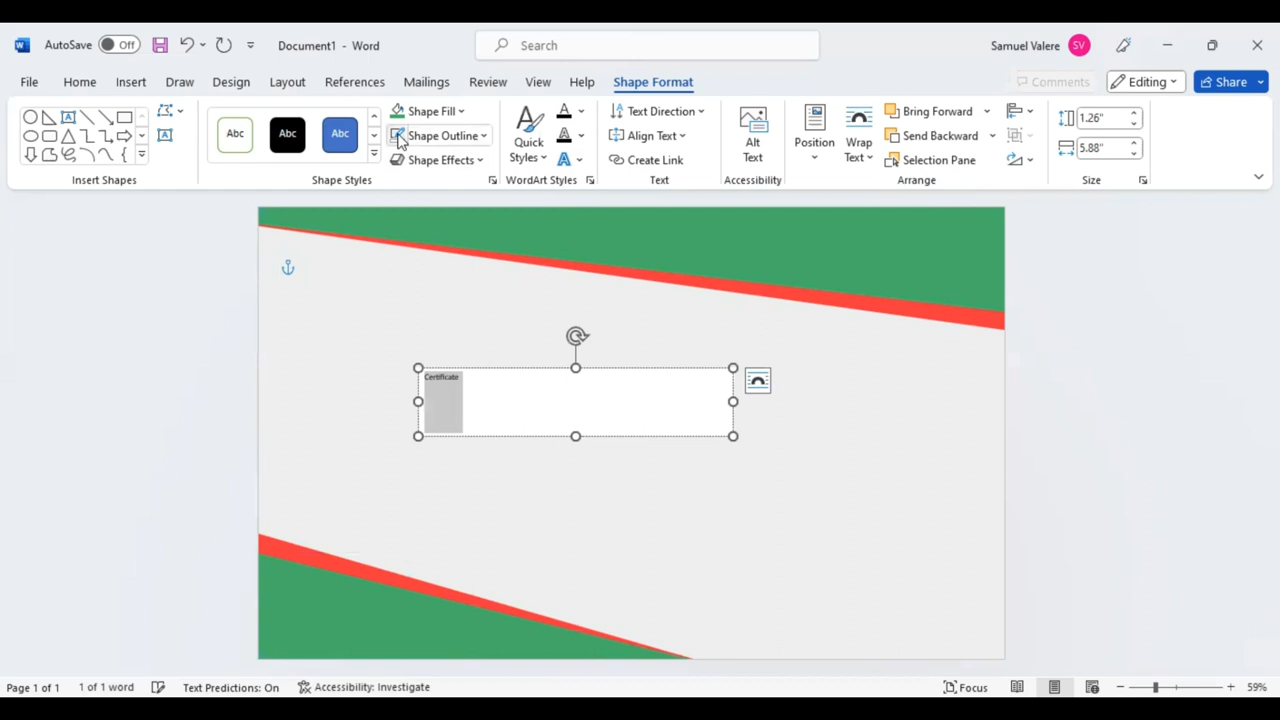 AutoSave Off Document1 - Word Search Samuel Valere SV
File Home Insert Draw Design Layout References Mailings Review View Help Shape Format Comments Editing Share
Abc Abc Abc
Shape Fill
Shape Outline
Shape Effects
Quick Styles
Text Direction
Align Text
Create Link
Alt Text
Position
Wrap Text
Bring Forward
Send Backward
Selection Pane
1.26"
5.88"
Insert Shapes Shape Styles WordArt Styles Text Accessibility Arrange Size
Certificate
Page 1 of 1 1 of 1 word Text Predictions: On Accessibility: Investigate Focus 59%